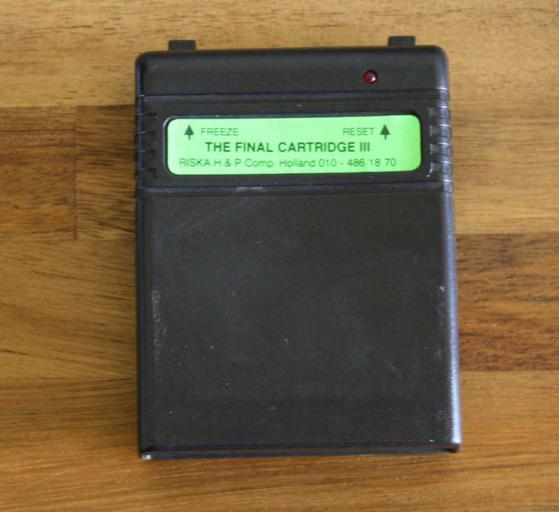 FREEZE RESET
THE FINAL CARTRIDGE III
RISKA H & P Comp. Holland 010 - 486 18 70